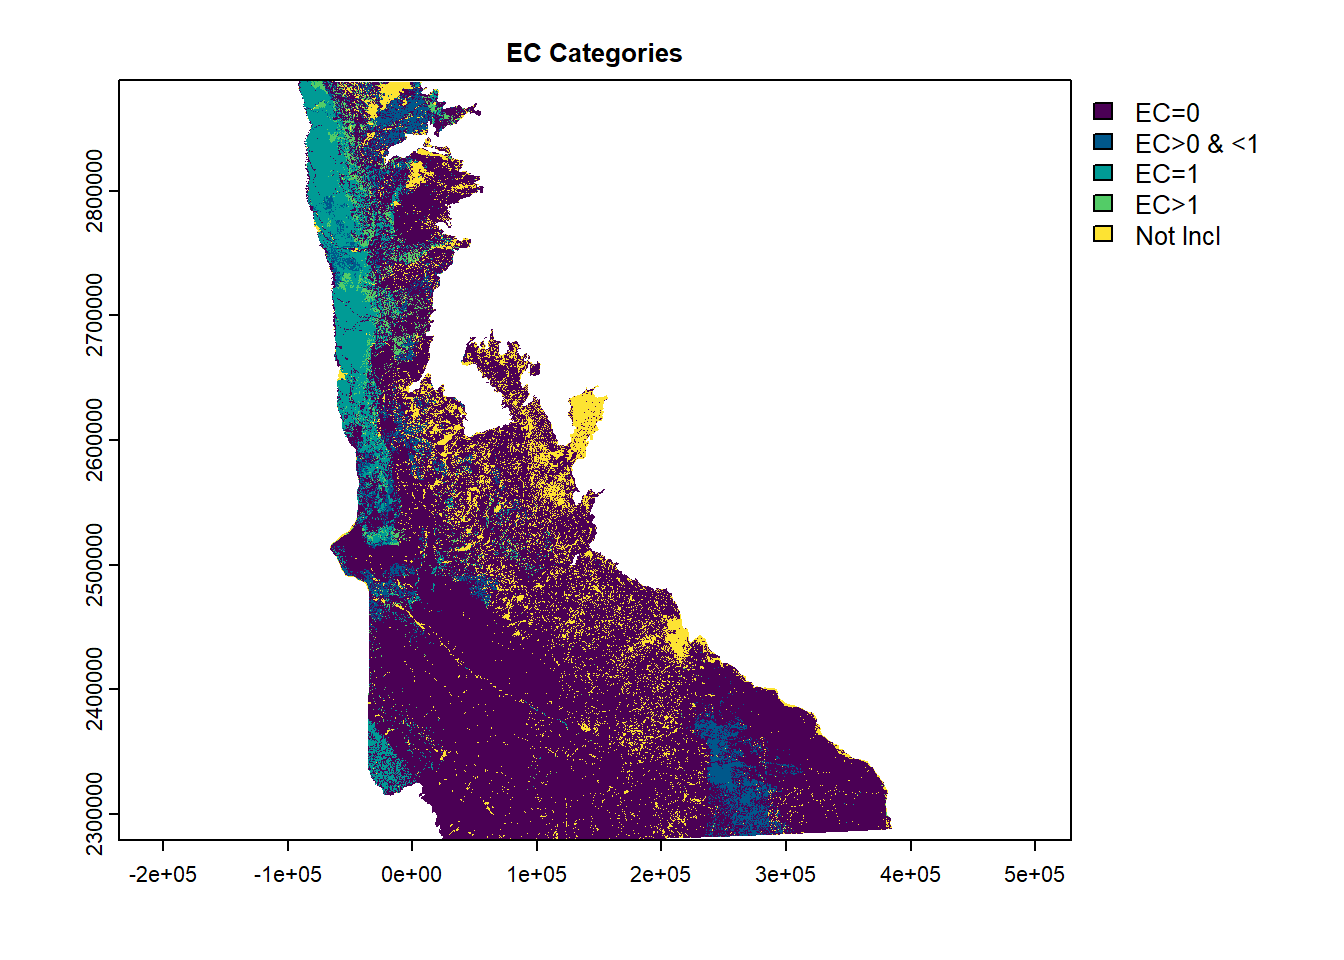 EC Categories
EC=0
EC>0 & <1
EC=1
EC>1
Not Incl
2800000
2700000
2600000
2500000
2400000
2300000
-2e+05
-1e+05
0e+00
1e+05
2e+05
3e+05
4e+05
5e+05